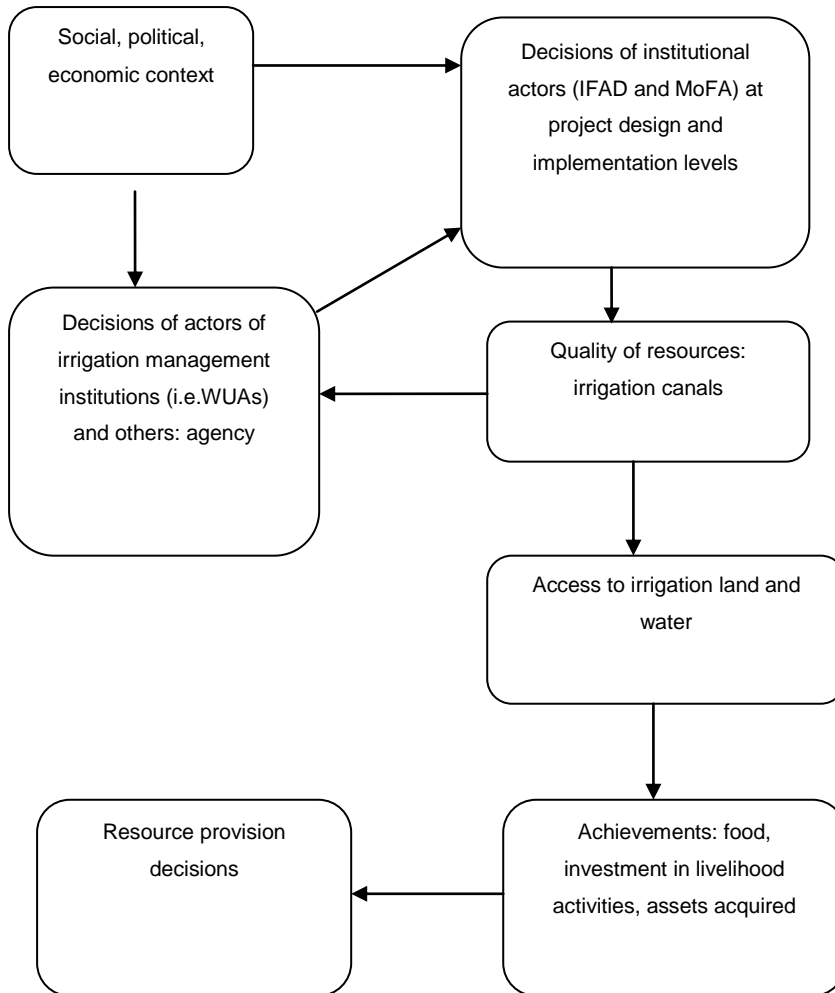 Social, political,
economic context
Decisions of institutional
actors (IFAD and MoFA) at
project design and
implementation levels
Decisions of actors of
irrigation management
institutions (i.e.WUAs)
and others: agency
Quality of resources:
irrigation canals
Access to irrigation land and
water
Resource provision
decisions
Achievements: food,
investment in livelihood
activities, assets acquired